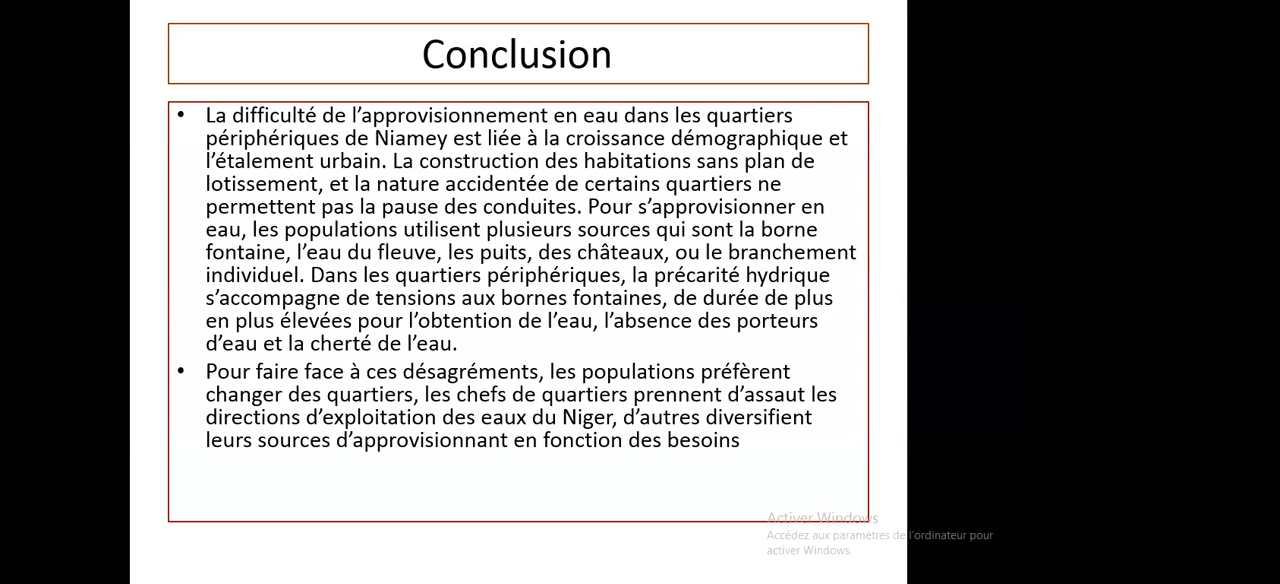 Conclusion
• La difficulté de l’approvisionnement en eau dans les quartiers
périphériques de Niamey est liée à la croissance démographique et
l’étalement urbain. La construction des habitations sans plan de
lotissement, et la nature accidentée de certains quartiers ne
permettent pas la pause des conduites. Pour s’approvisionner en
eau, les populations utilisent plusieurs sources qui sont la borne
fontaine, l’eau du fleuve, les puits, des châteaux, ou le branchement
individuel. Dans les quartiers périphériques, la précarité hydrique
s’accompagne de tensions aux bornes fontaines, de durée de plus
en plus élevées pour l’obtention de l’eau, l’absence des porteurs
d’eau et la cherté de l’eau.
• Pour faire face à ces désagréments, les populations préfèrent
changer des quartiers, les chefs de quartiers prennent d’assaut les
directions d’exploitation des eaux du Niger, d’autres diversifient
leurs sources d’approvisionnant en fonction des besoins
Activer Windows
Accédez aux paramètres de l’ordinateur pour
activer Windows.